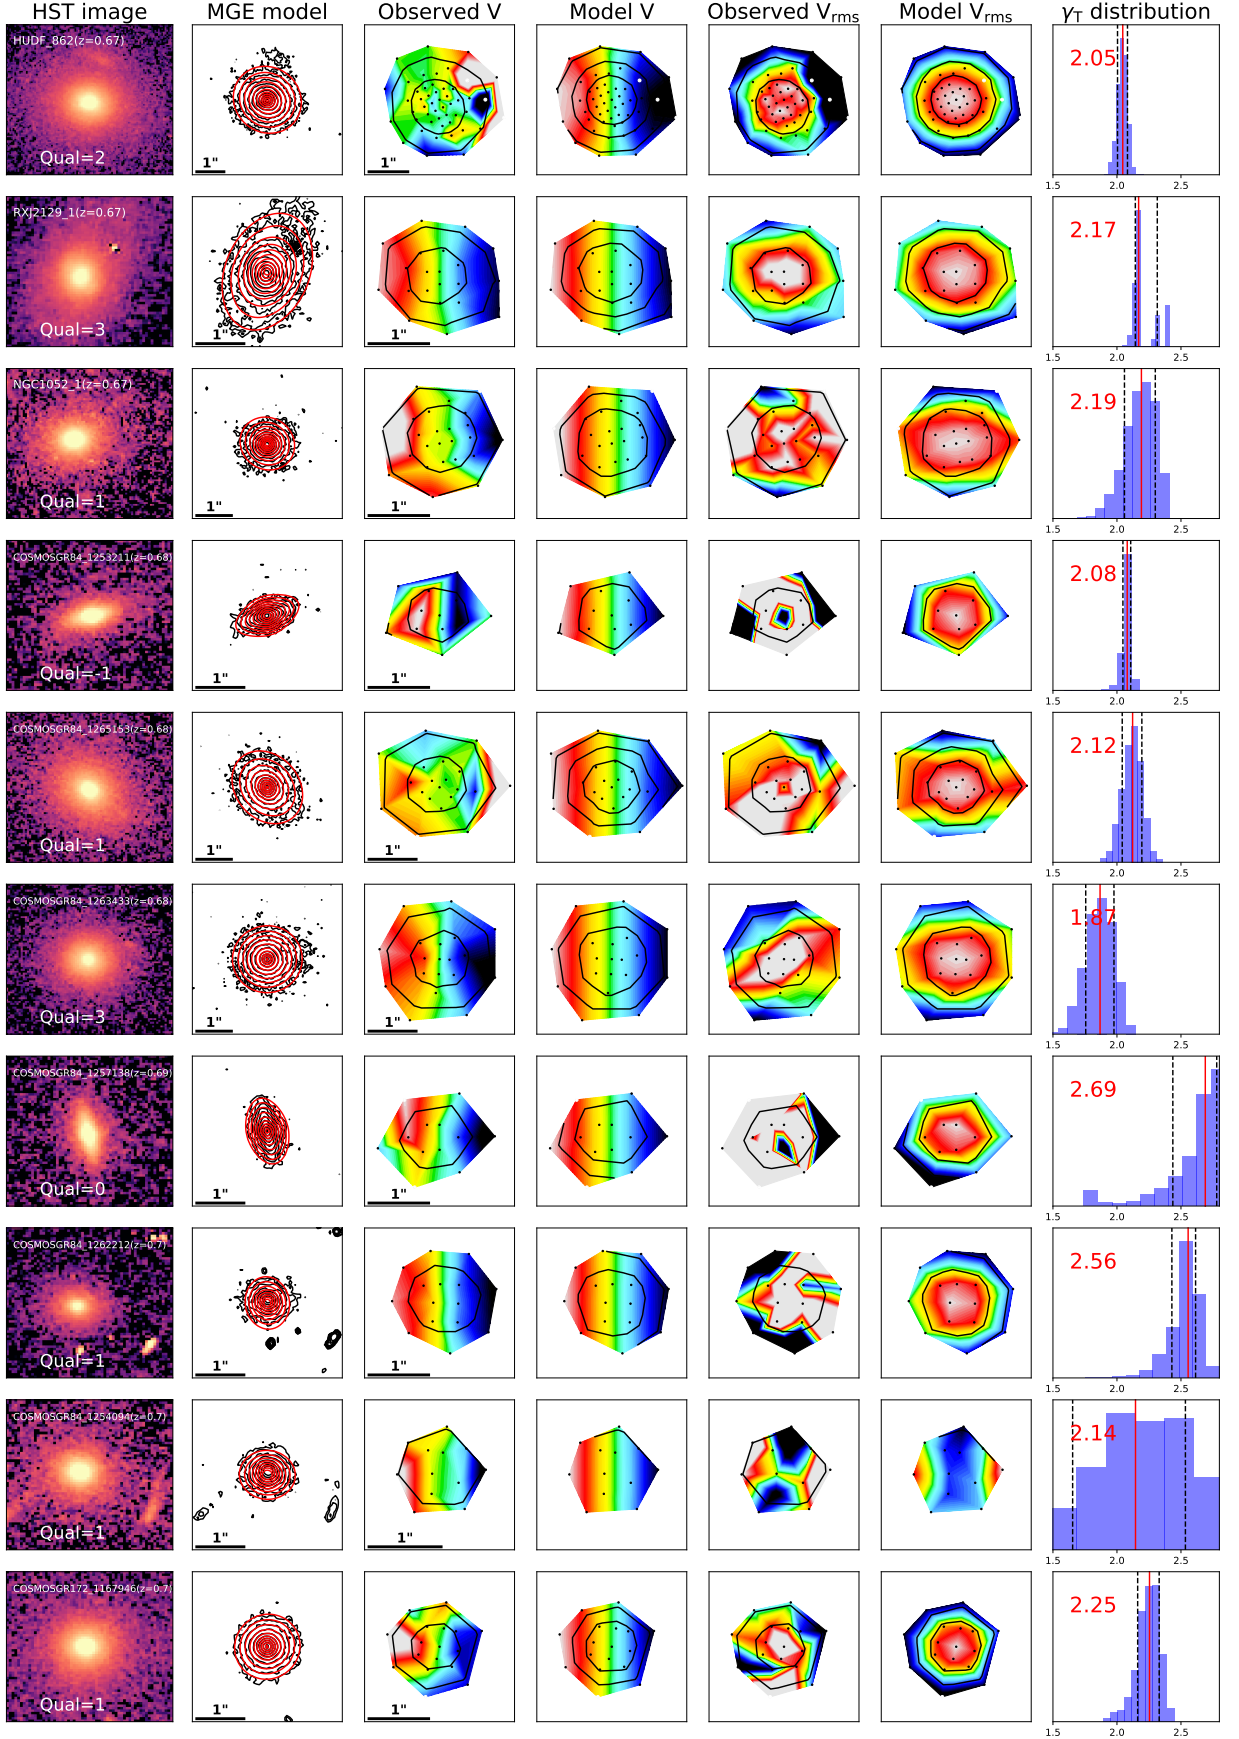 HST image MGE model Observed V Model V Observed Vrms Model Vrms γT distribution
HUDF_862(z=0.67)
2.05
Qual=2
1" 1"
1.5 2.0 2.5
RXJ2129_1(z=0.67)
2.17
Qual=3
1" 1"
1.5 2.0 2.5
NGC1052_1(z=0.67)
2.19
Qual=1
1" 1"
1.5 2.0 2.5
COSMOSGR84_1253211(z=0.68)
2.08
Qual=-1
1" 1"
1.5 2.0 2.5
COSMOSGR84_1265153(z=0.68)
2.12
Qual=1
1" 1"
1.5 2.0 2.5
COSMOSGR84_1263433(z=0.68)
1.87
Qual=3
1" 1"
1.5 2.0 2.5
COSMOSGR84_1257138(z=0.69)
2.69
Qual=0
1" 1"
1.5 2.0 2.5
COSMOSGR84_1262212(z=0.7)
2.56
Qual=1
1" 1"
1.5 2.0 2.5
COSMOSGR84_1254094(z=0.7)
2.14
Qual=1
1" 1"
1.5 2.0 2.5
COSMOSGR172_1167946(z=0.7)
2.25
Qual=1
1" 1"
1.5 2.0 2.5